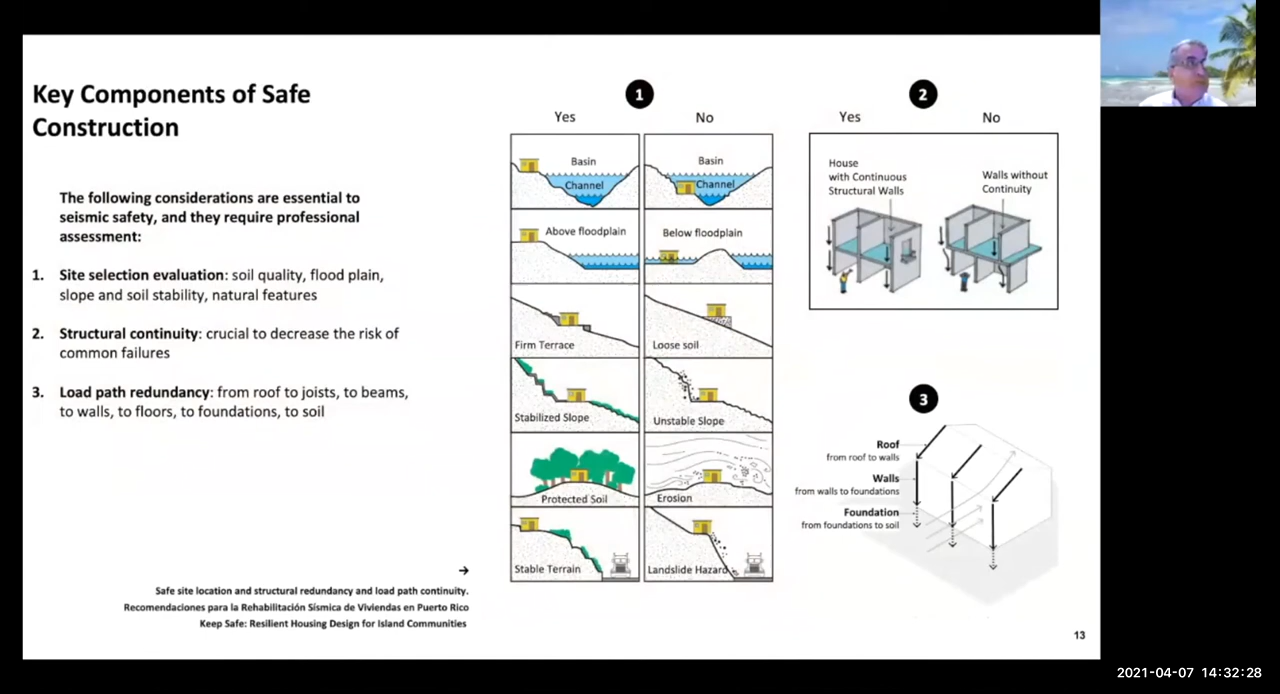 Key Components of Safe
Construction
The following considerations are essential to
seismic safety, and they require professional
assessment:
1. Site selection evaluation: soil quality, flood plain,
slope and soil stability, natural features
2. Structural continuity: crucial to decrease the risk of
common failures
3. Load path redundancy: from roof to joists, to beams,
to walls, to floors, to foundations, to soil
→
Safe site location and structural redundancy and load path continuity.
Recomendaciones para la Rehabilitación Sísmica de Viviendas en Puerto Rico
Keep Safe: Resilient Housing Design for Island Communities
1
Yes No
Basin Basin
Channel Channel
Above floodplain Below floodplain
Firm Terrace Loose soil
Stabilized Slope Unstable Slope
Protected Soil Erosion
Stable Terrain Landslide Hazard
2
Yes No
House
with Continuous
Structural Walls
Walls without
Continuity
3
Roof
from roof to walls
Walls
from walls to foundations
Foundation
from foundations to soil
13
2021-04-07 14:32:28